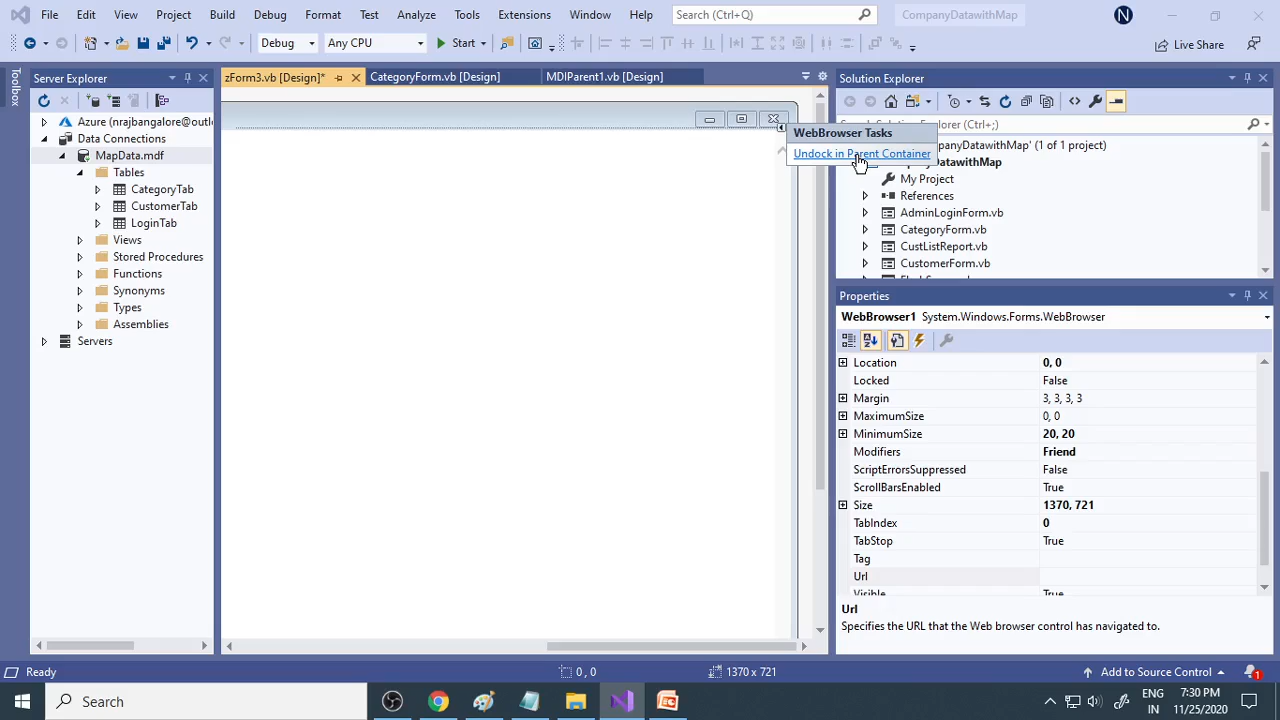 File Edit View Project Build Debug Format Test Analyze Tools Extensions Window Help Search (Ctrl+Q) CompanyDatawithMap N
Debug Any CPU Start Live Share
Toolbox
Server Explorer
Azure (nrajbangalore@outlo
Data Connections
MapData.mdf
Tables
CategoryTab
CustomerTab
LoginTab
Views
Stored Procedures
Functions
Synonyms
Types
Assemblies
Servers
zForm3.vb [Design]* CategoryForm.vb [Design] MDIParent1.vb [Design]
WebBrowser Tasks
Undock in Parent Container
Solution Explorer
Explorer (Ctrl+;)
ompanyDatawithMap' (1 of 1 project)
My Project
References
AdminLoginForm.vb
CategoryForm.vb
CustListReport.vb
CustomerForm.vb
Properties
WebBrowser1 System.Windows.Forms.WebBrowser
Location 0, 0
Locked False
Margin 3, 3, 3, 3
MaximumSize 0, 0
MinimumSize 20, 20
Modifiers Friend
ScriptErrorsSuppressed False
ScrollBarsEnabled True
Size 1370, 721
TabIndex 0
TabStop True
Tag
Url
Visible True
Url
Specifies the URL that the Web browser control has navigated to.
Ready 0 , 0 1370 x 721 Add to Source Control 1
Search ENG IN 7:30 PM 11/25/2020